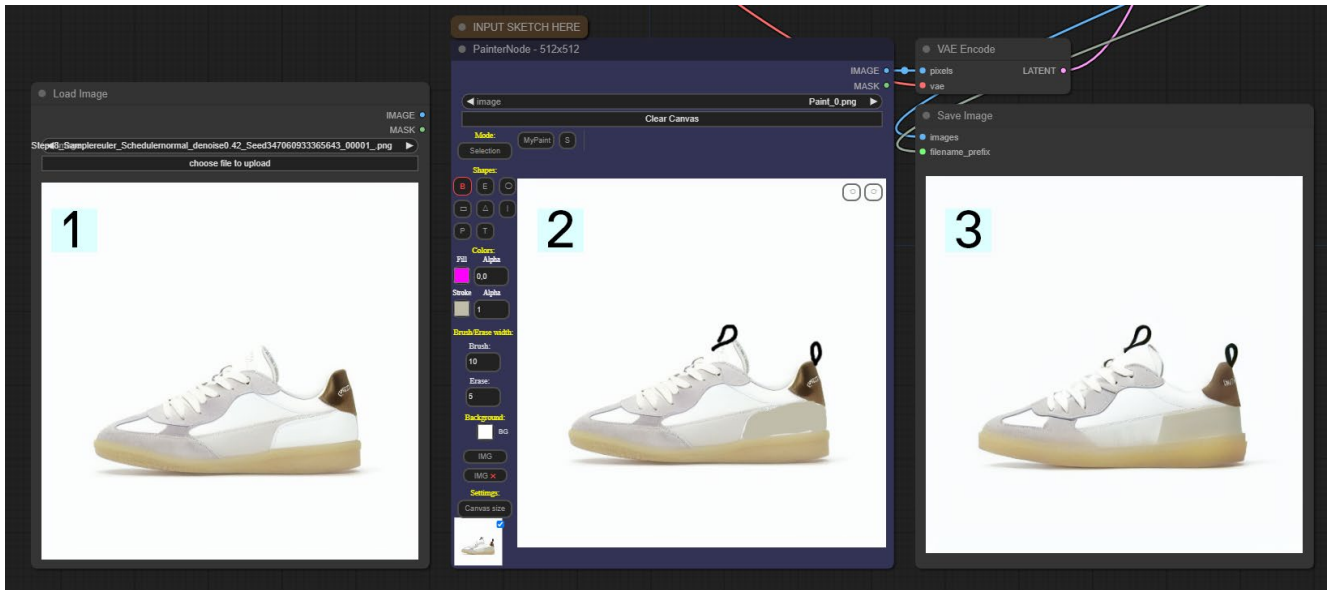 Load Image
IMAGE
MASK
choose file to upload
1
INPUT SKETCH HERE
PainterNode - 512x512
IMAGE
MASK
image Paint_0.png
Clear Canvas
Mode:
Selection
MyPaint S
Shapes:
B E
P T
Colors:
Fill Alpha
0,0
Stroke Alpha
1
Brush/Erase width:
Brush:
10
Erase:
5
Background:
BG
IMG
IMG ×
Settings:
Canvas size
2
VAE Encode
pixels LATENT
vae
Save Image
images
filename_prefix
3